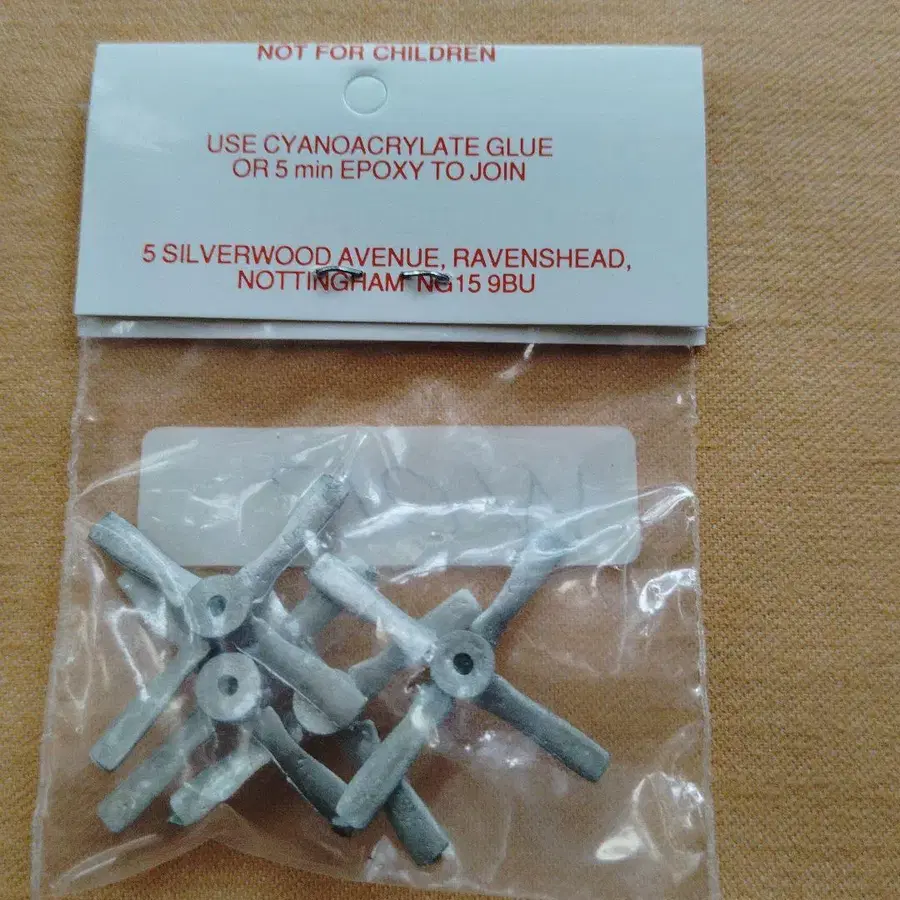 NOT FOR CHILDREN
USE CYANOACRYLATE GLUE
OR 5 min EPOXY TO JOIN
5 SILVERWOOD AVENUE, RAVENSHEAD,
NOTTINGHAM NG15 9BU